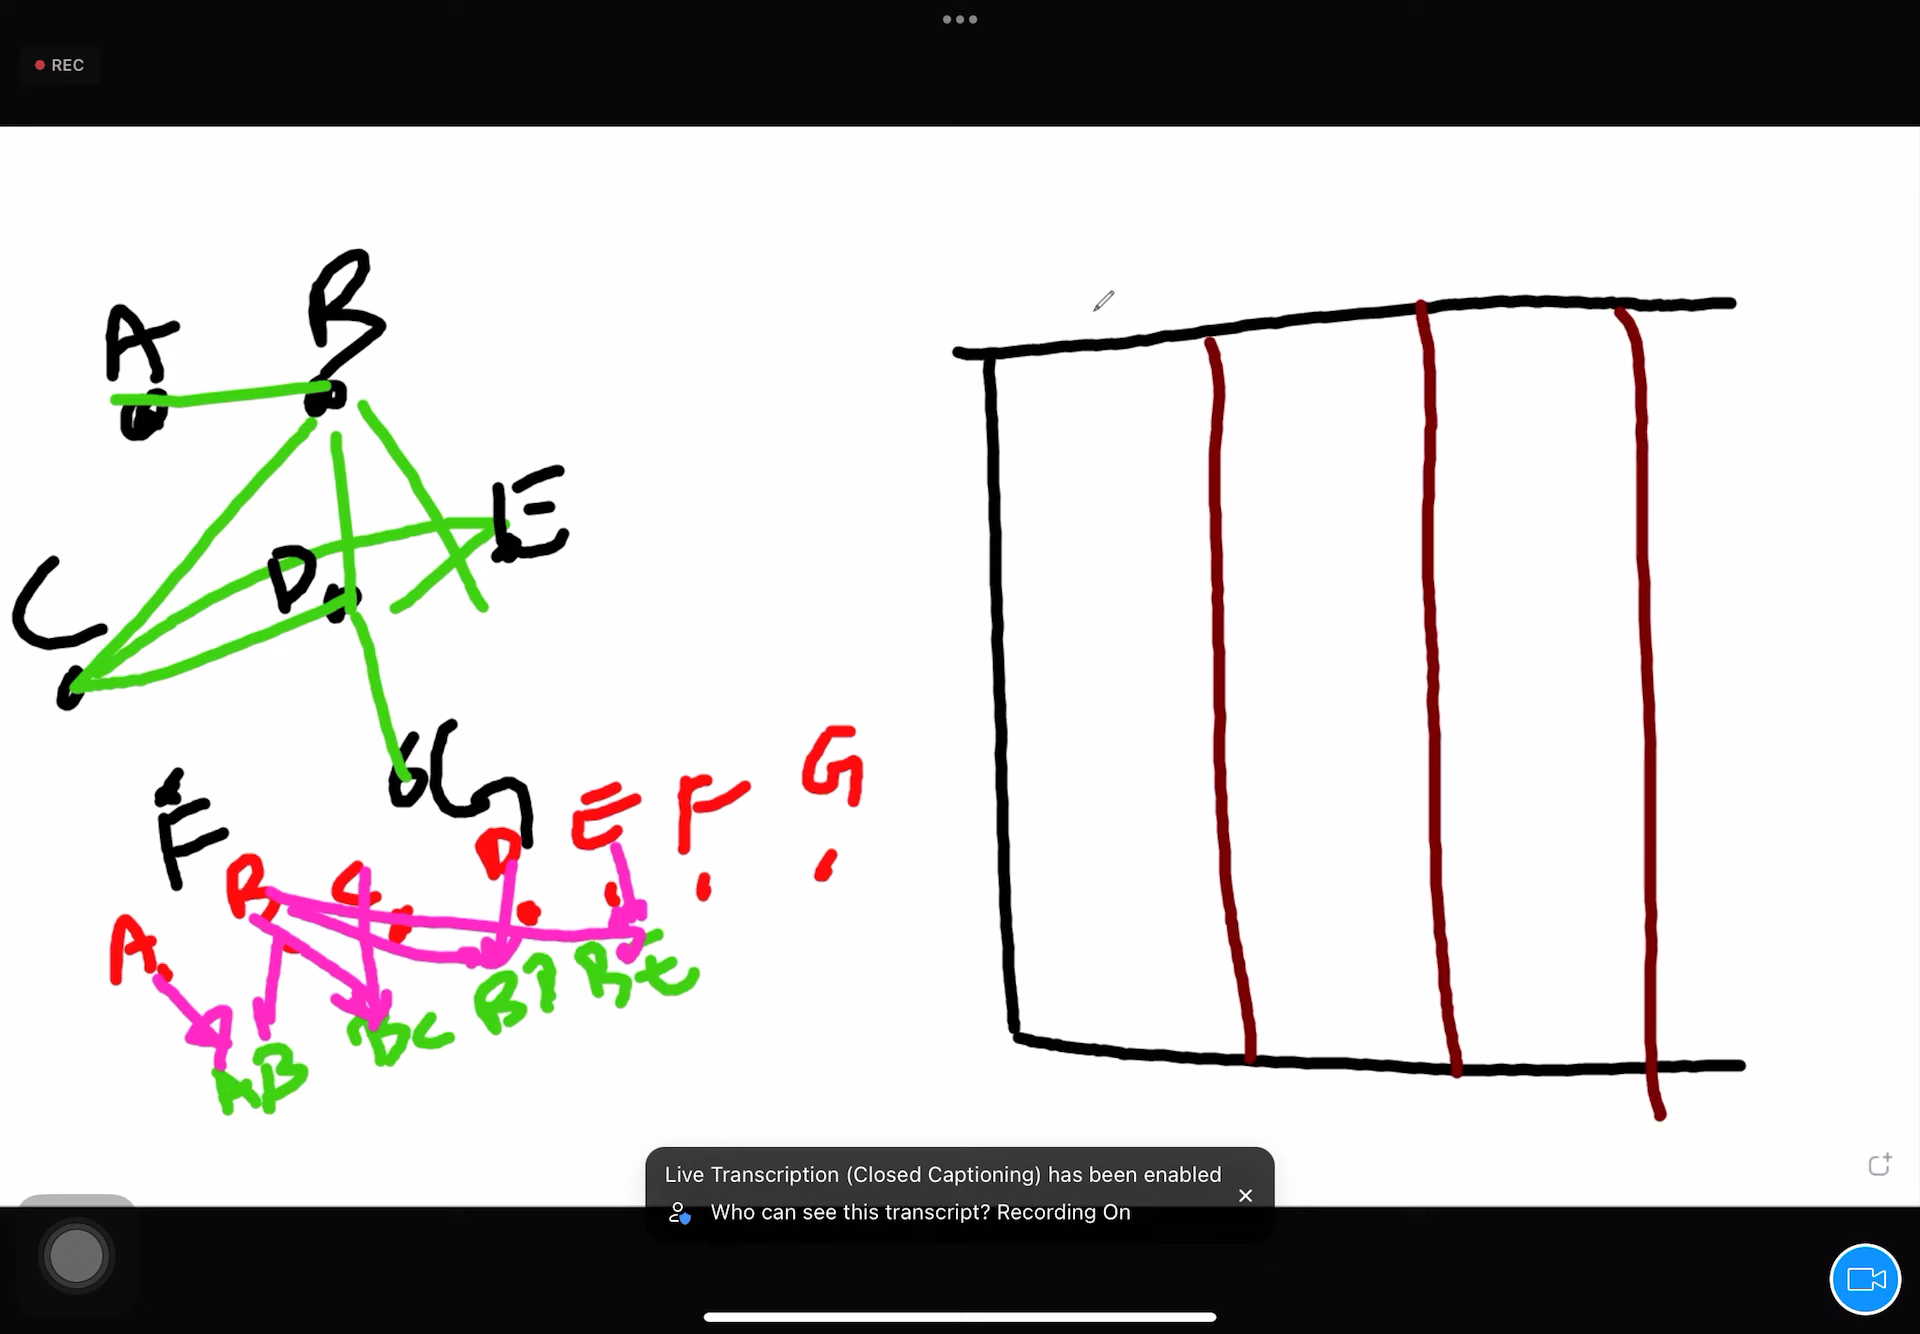 REC
A B
E
D
C
G
F
A B C D E F G
AB BC BD BE
Live Transcription (Closed Captioning) has been enabled
Who can see this transcript? Recording On